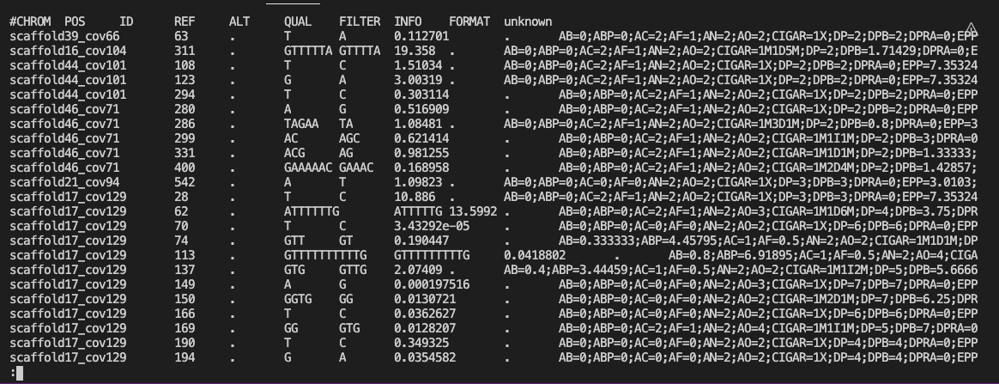 #CHROM POS ID REF ALT QUAL FILTER INFO FORMAT unknown
scaffold39_cov66 63 . T A 0.112701 . AB=0;ABP=0;AC=2;AF=1;AN=2;AO=2;CIGAR=1X;DP=2;DPB=2;DPRA=0;EPP
scaffold16_cov104 311 . GTTTTTA GTTTTA 19.358 . AB=0;ABP=0;AC=2;AF=1;AN=2;AO=2;CIGAR=1M1D5M;DP=2;DPB=1.71429;DPRA=0;E
scaffold44_cov101 108 . T C 1.51034 . AB=0;ABP=0;AC=2;AF=1;AN=2;AO=2;CIGAR=1X;DP=2;DPB=2;DPRA=0;EPP=7.35324
scaffold44_cov101 123 . G A 3.00319 . AB=0;ABP=0;AC=2;AF=1;AN=2;AO=2;CIGAR=1X;DP=2;DPB=2;DPRA=0;EPP=7.35324
scaffold44_cov101 294 . T C 0.303114 . AB=0;ABP=0;AC=2;AF=1;AN=2;AO=2;CIGAR=1X;DP=2;DPB=2;DPRA=0;EPP
scaffold46_cov71 280 . A G 0.516909 . AB=0;ABP=0;AC=2;AF=1;AN=2;AO=2;CIGAR=1X;DP=2;DPB=2;DPRA=0;EPP
scaffold46_cov71 286 . TAGAA TA 1.08481 . AB=0;ABP=0;AC=2;AF=1;AN=2;AO=2;CIGAR=1M3D1M;DP=2;DPB=0.8;DPRA=0;EPP=3
scaffold46_cov71 299 . AC AGC 0.621414 . AB=0;ABP=0;AC=2;AF=1;AN=2;AO=2;CIGAR=1M1I1M;DP=2;DPB=3;DPRA=0
scaffold46_cov71 331 . ACG AG 0.981255 . AB=0;ABP=0;AC=2;AF=1;AN=2;AO=2;CIGAR=1M1D1M;DP=2;DPB=1.33333;
scaffold46_cov71 400 . GAAAAAC GAAAC 0.168958 . AB=0;ABP=0;AC=2;AF=1;AN=2;AO=2;CIGAR=1M2D4M;DP=2;DPB=1.42857;
scaffold21_cov94 542 . A T 1.09823 . AB=0;ABP=0;AC=0;AF=0;AN=2;AO=2;CIGAR=1X;DP=3;DPB=3;DPRA=0;EPP=3.0103;
scaffold17_cov129 28 . T C 10.886 . AB=0;ABP=0;AC=2;AF=1;AN=2;AO=2;CIGAR=1X;DP=3;DPB=3;DPRA=0;EPP=7.35324
scaffold17_cov129 62 . ATTTTTTG ATTTTTG 13.5992 . AB=0;ABP=0;AC=2;AF=1;AN=2;AO=3;CIGAR=1M1D6M;DP=4;DPB=3.75;DPR
scaffold17_cov129 70 . T C 3.43292e-05 . AB=0;ABP=0;AC=0;AF=0;AN=2;AO=2;CIGAR=1X;DP=6;DPB=6;DPRA=0;EPP
scaffold17_cov129 74 . GTT GT 0.190447 . AB=0.333333;ABP=4.45795;AC=1;AF=0.5;AN=2;AO=2;CIGAR=1M1D1M;DP
scaffold17_cov129 113 . GTTTTTTTTTTG GTTTTTTTTTG 0.0418802 . AB=0.8;ABP=6.91895;AC=1;AF=0.5;AN=2;AO=4;CIGA
scaffold17_cov129 137 . GTG GTTG 2.07409 . AB=0.4;ABP=3.44459;AC=1;AF=0.5;AN=2;AO=2;CIGAR=1M1I2M;DP=5;DPB=5.6666
scaffold17_cov129 149 . A G 0.000197516 . AB=0;ABP=0;AC=0;AF=0;AN=2;AO=3;CIGAR=1X;DP=7;DPB=7;DPRA=0;EPP
scaffold17_cov129 150 . GGTG GG 0.0130721 . AB=0;ABP=0;AC=0;AF=0;AN=2;AO=2;CIGAR=1M2D1M;DP=7;DPB=6.25;DPR
scaffold17_cov129 166 . T C 0.0362627 . AB=0;ABP=0;AC=0;AF=0;AN=2;AO=2;CIGAR=1X;DP=6;DPB=6;DPRA=0;EPP
scaffold17_cov129 169 . GG GTG 0.0128207 . AB=0;ABP=0;AC=2;AF=1;AN=2;AO=4;CIGAR=1M1I1M;DP=5;DPB=7;DPRA=0
scaffold17_cov129 190 . T C 0.349325 . AB=0;ABP=0;AC=2;AF=1;AN=2;AO=2;CIGAR=1X;DP=4;DPB=4;DPRA=0;EPP
scaffold17_cov129 194 . G A 0.0354582 . AB=0;ABP=0;AC=0;AF=0;AN=2;AO=2;CIGAR=1X;DP=4;DPB=4;DPRA=0;EPP
: